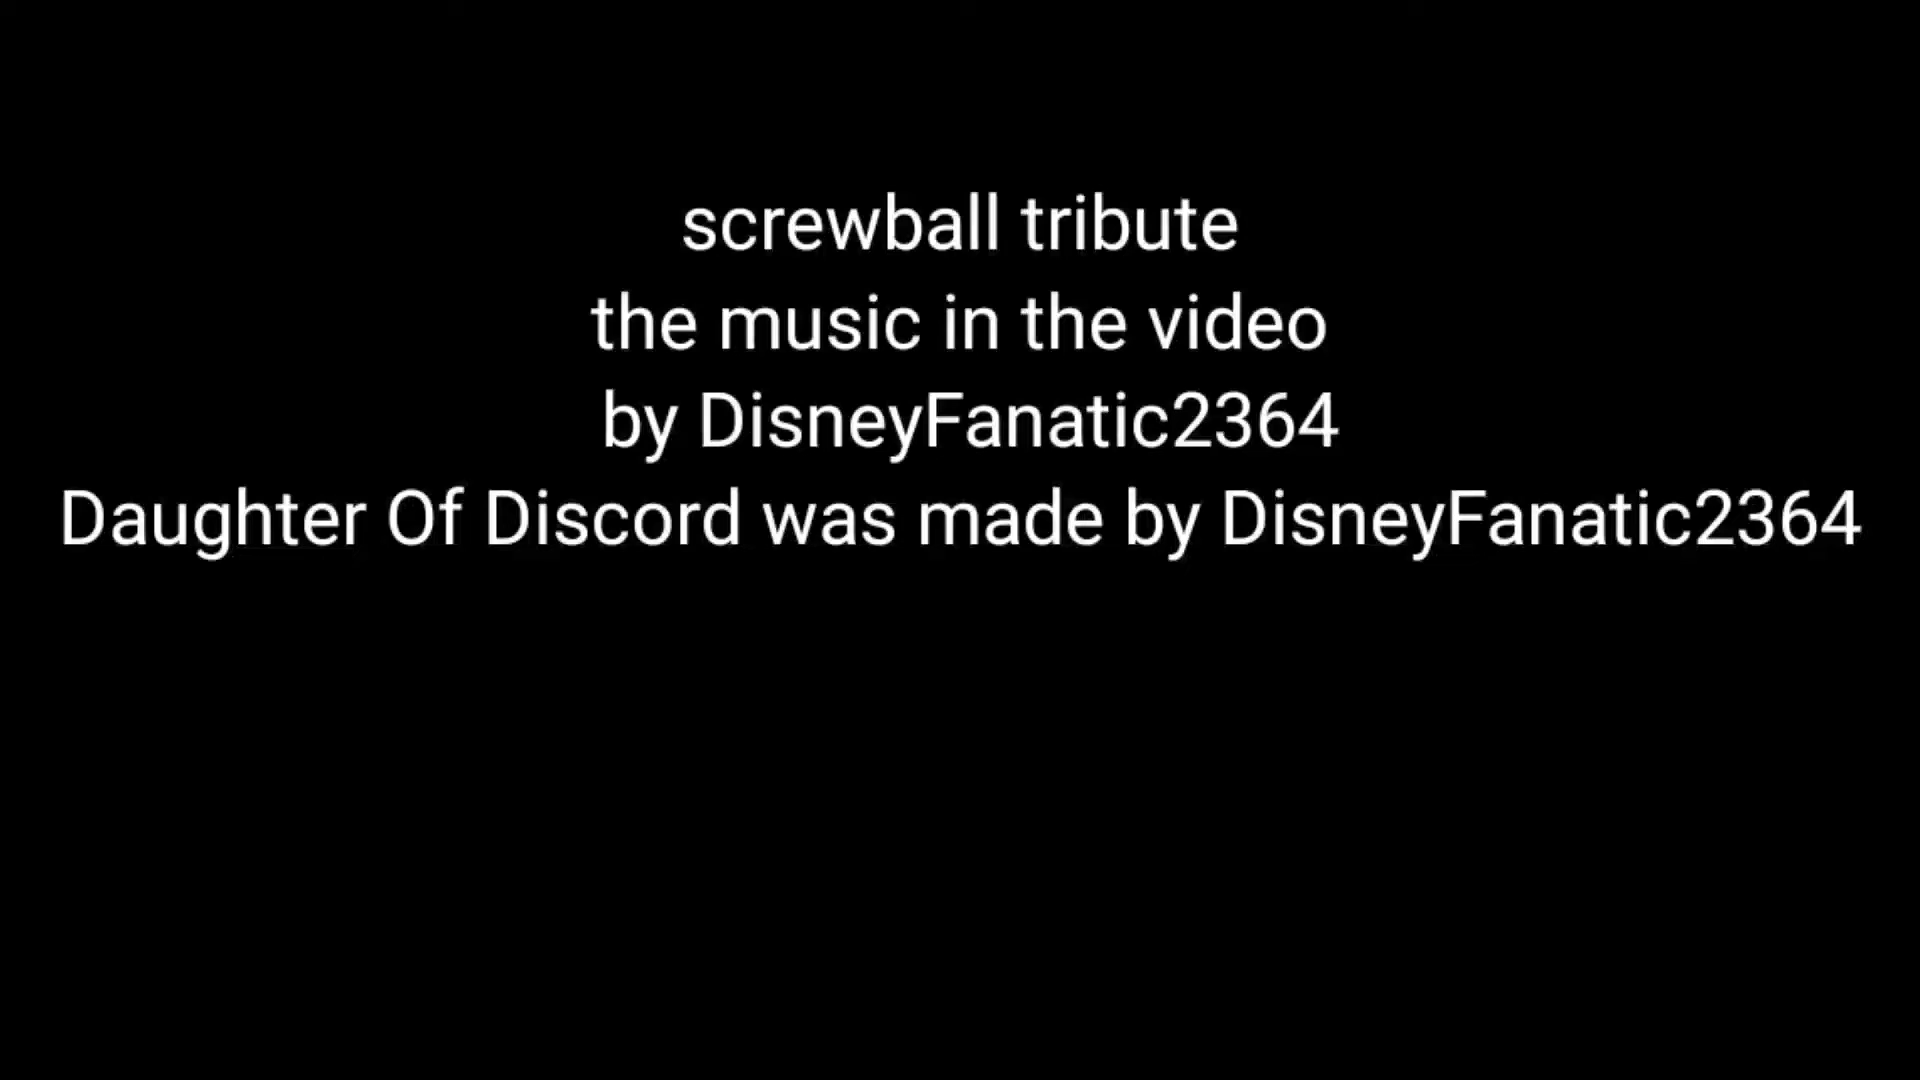 screwball tribute
the music in the video
by DisneyFanatic2364
Daughter Of Discord was made by DisneyFanatic2364